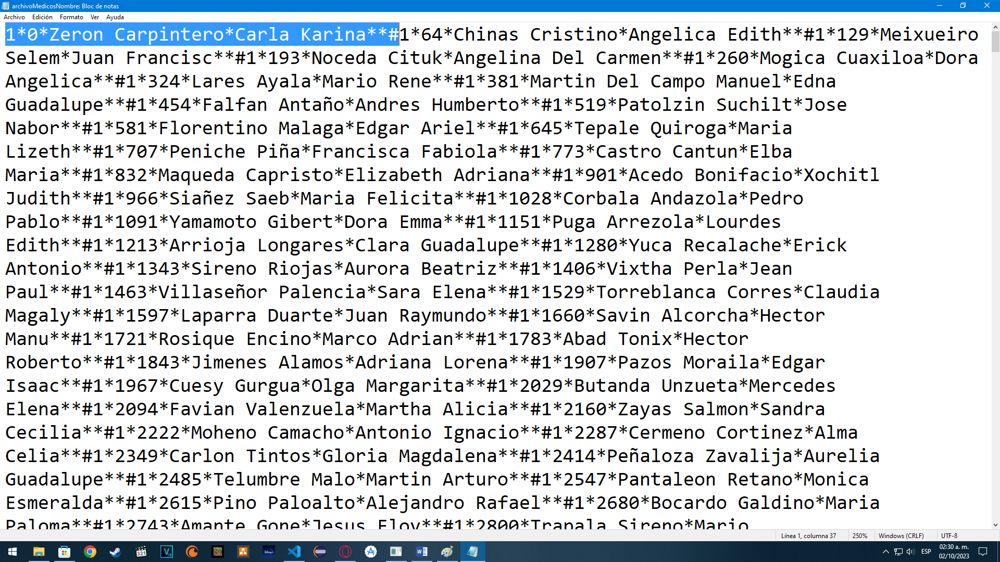 archivoMedicosNombre: Bloc de notas
Archivo Edición Formato Ver Ayuda
1*0*Zeron Carpintero*Carla Karina**#1*64*Chinas Cristino*Angelica Edith**#1*129*Meixueiro
Selem*Juan Francisc**#1*193*Noceda Cituk*Angelina Del Carmen**#1*260*Mogica Cuaxiloa*Dora
Angelica**#1*324*Lares Ayala*Mario Rene**#1*381*Martin Del Campo Manuel*Edna
Guadalupe**#1*454*Falfan Antaño*Andres Humberto**#1*519*Patolzin Suchilt*Jose
Nabor**#1*581*Florentino Malaga*Edgar Ariel**#1*645*Tepale Quiroga*Maria
Lizeth**#1*707*Peniche Piña*Francisca Fabiola**#1*773*Castro Cantun*Elba
Maria**#1*832*Maqueda Capristo*Elizabeth Adriana**#1*901*Acedo Bonifacio*Xochitl
Judith**#1*966*Siañez Saeb*Maria Felicita**#1*1028*Corbala Andazola*Pedro
Pablo**#1*1091*Yamamoto Gibert*Dora Emma**#1*1151*Puga Arrezola*Lourdes
Edith**#1*1213*Arrioja Longares*Clara Guadalupe**#1*1280*Yuca Recalache*Erick
Antonio**#1*1343*Sireno Riojas*Aurora Beatriz**#1*1406*Vixtha Perla*Jean
Paul**#1*1463*Villaseñor Palencia*Sara Elena**#1*1529*Torreblanca Corres*Claudia
Magaly**#1*1597*Laparra Duarte*Juan Raymundo**#1*1660*Savin Alcorcha*Hector
Manu**#1*1721*Rosique Encino*Marco Adrian**#1*1783*Abad Tonix*Hector
Roberto**#1*1843*Jimenes Alamos*Adriana Lorena**#1*1907*Pazos Moraila*Edgar
Isaac**#1*1967*Cuesy Gurgua*Olga Margarita**#1*2029*Butanda Unzueta*Mercedes
Elena**#1*2094*Favian Valenzuela*Martha Alicia**#1*2160*Zayas Salmon*Sandra
Cecilia**#1*2222*Moheno Camacho*Antonio Ignacio**#1*2287*Cermeno Cortinez*Alma
Celia**#1*2349*Carlon Tintos*Gloria Magdalena**#1*2414*Peñaloza Zavalija*Aurelia
Guadalupe**#1*2485*Telumbre Malo*Martin Arturo**#1*2547*Pantaleon Retano*Monica
Esmeralda**#1*2615*Pino Paloalto*Alejandro Rafael**#1*2680*Bocardo Galdino*Maria
Paloma**#1*2743*Amante Gone*Jesus Eloy**#1*2800*Trapala Sireno*Mario
Línea 1, columna 37 250% Windows (CRLF) UTF-8
ESP
02:30 a. m.
02/10/2023